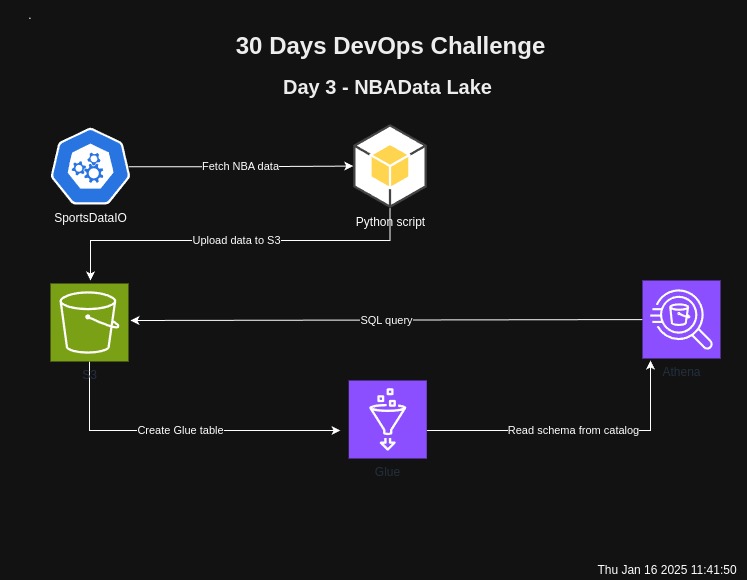 30 Days DevOps Challenge
Day 3 - NBAData Lake
Fetch NBA data
SportsDataIO
Python script
Upload data to S3
SQL query
S3
Athena
Create Glue table
Read schema from catalog
Glue
Thu Jan 16 2025 11:41:50